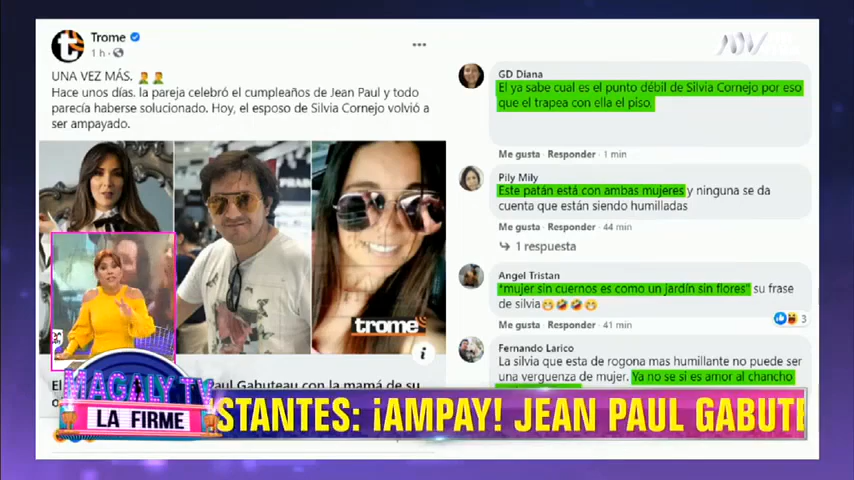 Trome
1 h
UNA VEZ MÁS.
Hace unos días. la pareja celebró el cumpleaños de Jean Paul y todo
parecía haberse solucionado. Hoy, el esposo de Silvia Cornejo volvió a
ser ampayado.
trome
Gabuteau con la mamá de su
MAGALY TV
LA FIRME
GD Diana
El ya sabe cual es el punto débil de Silvia Cornejo por eso
que el trapea con ella el piso.
Me gusta · Responder · 1 min
Pily Mily
Este patán está con ambas mujeres y ninguna se da
cuenta que están siendo humilladas
Me gusta · Responder · 44 min
1 respuesta
Angel Tristan
"mujer sin cuernos es como un jardín sin flores" su frase
de silvia
3
Me gusta · Responder · 41 min
Fernando Larico
La silvia que esta de rogona mas humillante no puede ser
una verguenza de mujer. Ya no se si es amor al chancho
STANTES: ¡AMPAY! JEAN PAUL GABUTE